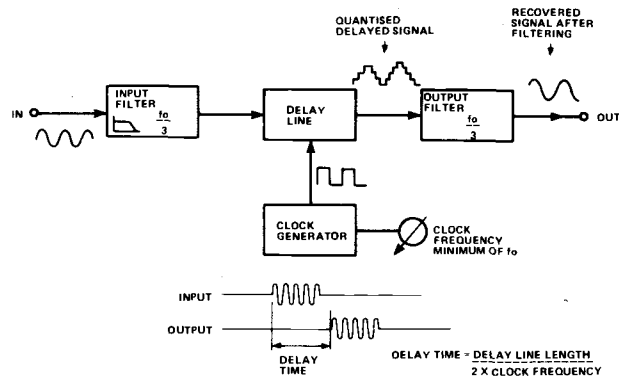 QUANTISED
DELAYED SIGNAL
RECOVERED
SIGNAL AFTER
FILTERING
INPUT
FILTER
fo
3
DELAY
LINE
OUTPUT
FILTER
fo
3
IN
OUT
CLOCK
GENERATOR
CLOCK
FREQUENCY
MINIMUM OF fo
INPUT
OUTPUT
DELAY
TIME
DELAY TIME = DELAY LINE LENGTH
2 X CLOCK FREQUENCY